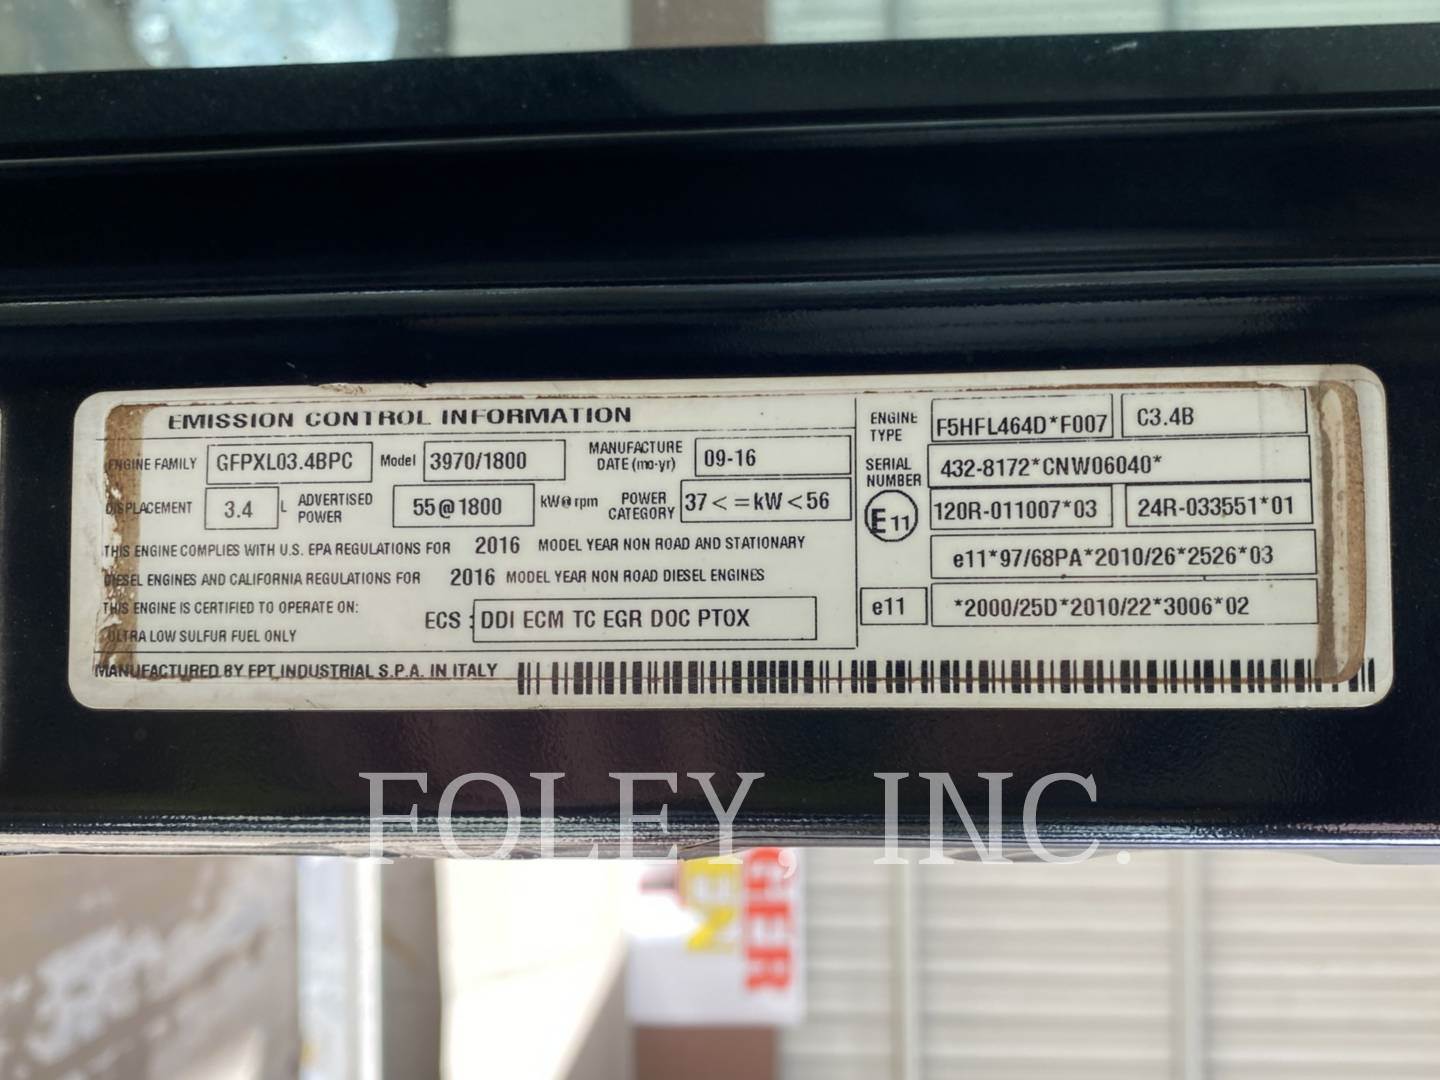 EMISSION CONTROL INFORMATION
ENGINE FAMILY GFPXL03.4BPC Model 3970/1800 MANUFACTURE DATE (mo-yr) 09-16
DISPLACEMENT 3.4 L ADVERTISED POWER 55@1800 kW@rpm POWER CATEGORY 37<=kW<56
THIS ENGINE COMPLIES WITH U.S. EPA REGULATIONS FOR 2016 MODEL YEAR NON ROAD AND STATIONARY
DIESEL ENGINES AND CALIFORNIA REGULATIONS FOR 2016 MODEL YEAR NON ROAD DIESEL ENGINES
THIS ENGINE IS CERTIFIED TO OPERATE ON:
ULTRA LOW SULFUR FUEL ONLY
ECS : DDI ECM TC EGR DOC PTOX
MANUFACTURED BY FPT INDUSTRIAL S.P.A. IN ITALY
ENGINE TYPE F5HFL464D*F007 C3.4B
SERIAL NUMBER 432-8172*CNW06040*
E11 120R-011007*03 24R-033551*01
e11*97/68PA*2010/26*2526*03
e11 *2000/25D*2010/22*3006*02
FOLEY, INC.
GER
EN